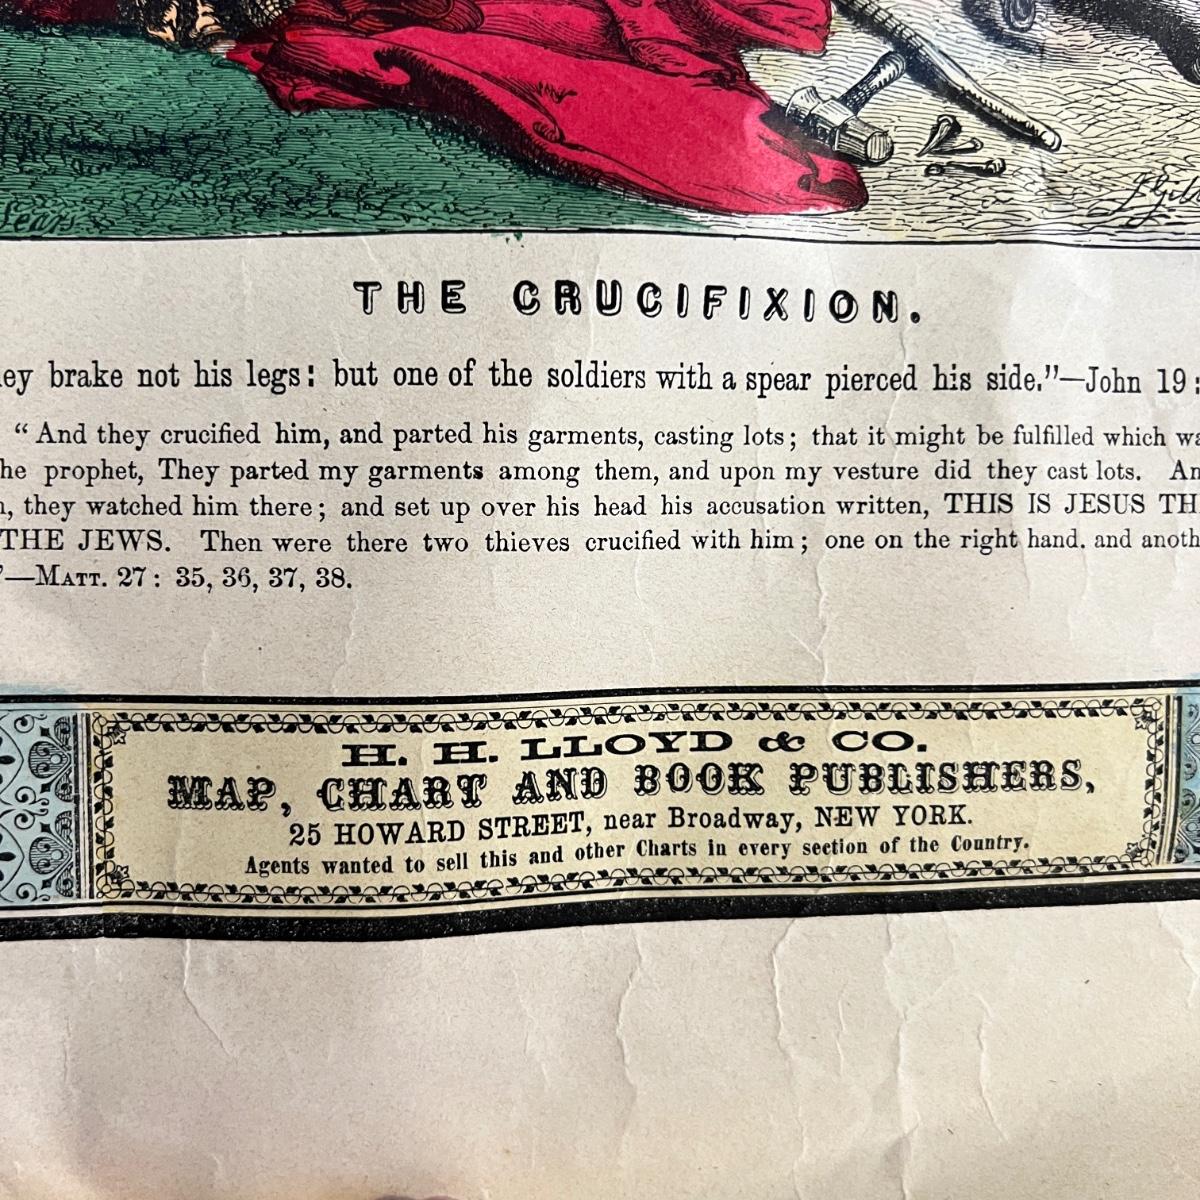 Sears
J. Gilb
THE CRUCIFIXION.
ey brake not his legs: but one of the soldiers with a spear pierced his side."—John 19:
“ And they crucified him, and parted his garments, casting lots; that it might be fulfilled which wa
he prophet, They parted my garments among them, and upon my vesture did they cast lots. An
, they watched him there; and set up over his head his accusation written, THIS IS JESUS TH
THE JEWS. Then were there two thieves crucified with him; one on the right hand. and anoth
"—MATT. 27: 35, 36, 37, 38.
H. H. LLOYD & CO.
MAP, CHART AND BOOK PUBLISHERS,
25 HOWARD STREET, near Broadway, NEW YORK.
Agents wanted to sell this and other Charts in every section of the Country.